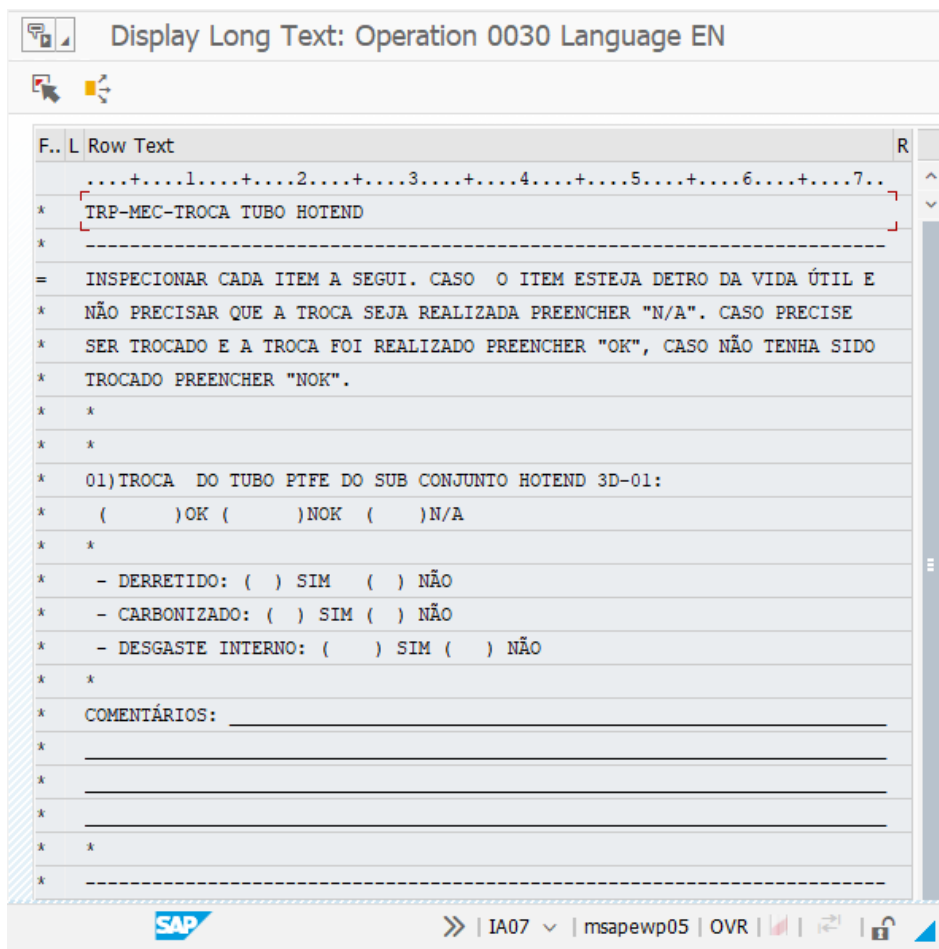 Display Long Text: Operation 0030 Language EN
F.. L Row Text R
....+....1....+....2....+....3....+....4....+....5....+....6....+....7..
* TRP-MEC-TROCA TUBO HOTEND
* ------------------------------------------------------------------------
= INSPECIONAR CADA ITEM A SEGUI. CASO  O ITEM ESTEJA DETRO DA VIDA ÚTIL E
* NÃO PRECISAR QUE A TROCA SEJA REALIZADA PREENCHER "N/A". CASO PRECISE
* SER TROCADO E A TROCA FOI REALIZADO PREENCHER "OK", CASO NÃO TENHA SIDO
* TROCADO PREENCHER "NOK".
* *
* *
* 01)TROCA  DO TUBO PTFE DO SUB CONJUNTO HOTEND 3D-01:
* (      )OK (      )NOK  (    )N/A
* *
* - DERRETIDO: (  ) SIM   (  ) NÃO
* - CARBONIZADO: (  ) SIM (  ) NÃO
* - DESGASTE INTERNO: (    ) SIM (   ) NÃO
* *
* COMENTÁRIOS: ___________________________________________________________
* ________________________________________________________________________
* ________________________________________________________________________
* ________________________________________________________________________
* *
* ------------------------------------------------------------------------
SAP | IA07 | msapewp05 | OVR |